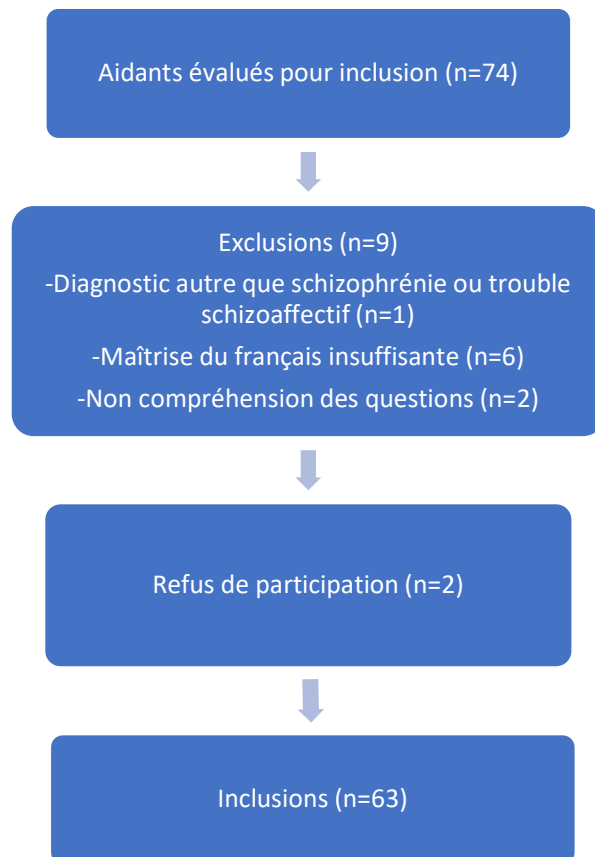 Aidants évalués pour inclusion (n=74)
Exclusions (n=9)
-Diagnostic autre que schizophrénie ou trouble
schizoaffectif (n=1)
-Maîtrise du français insuffisante (n=6)
-Non compréhension des questions (n=2)
Refus de participation (n=2)
Inclusions (n=63)